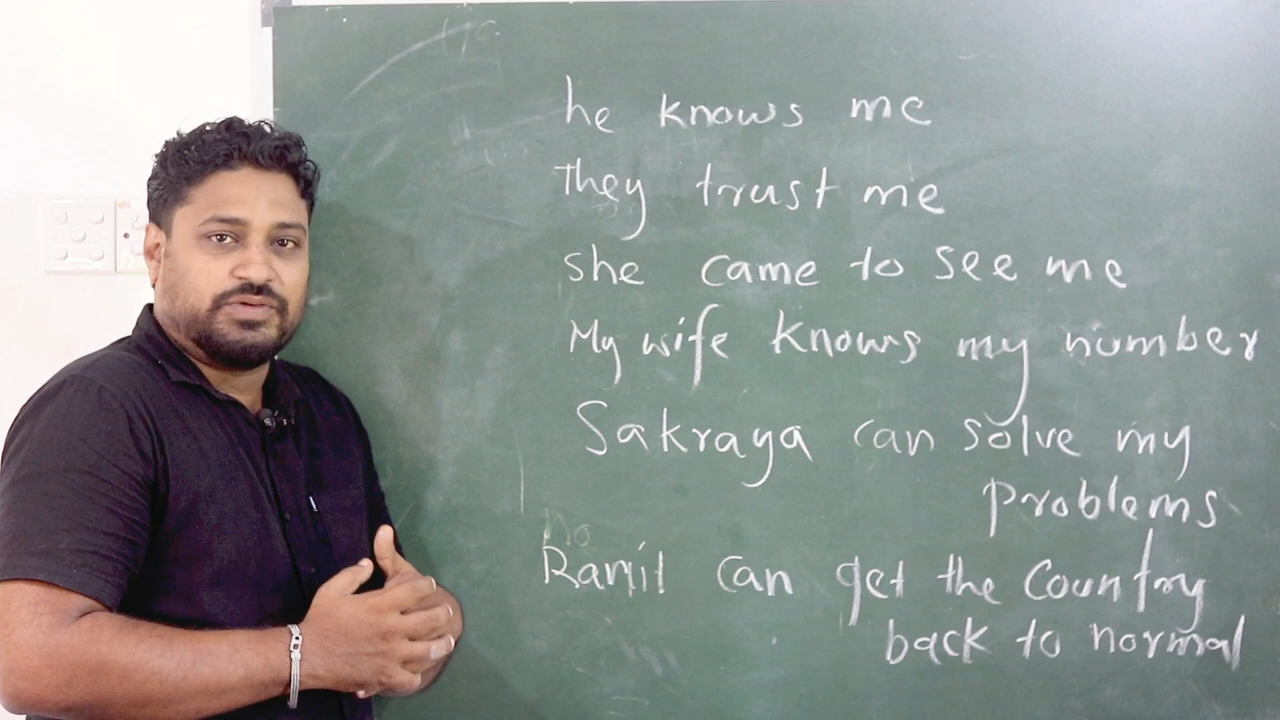 he knows me
They trust me
she came to see me
My wife knows my number
Sakraya can solve my
problems
No
Ranil can get the Country
back to normal